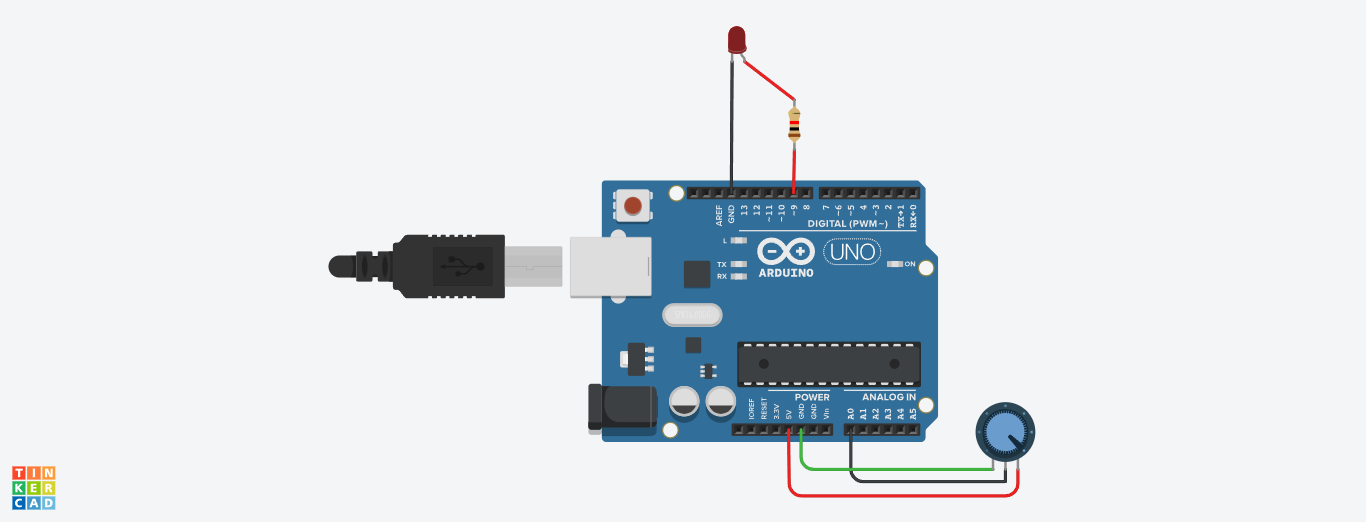 AREF
GND
13
12
~11
~10
~9
8
7
~6
~5
4
~3
2
TX→1
RX←0
DIGITAL (PWM~)
L
TX
RX
ARDUINO
UNO
ON
POWER
ANALOG IN
IOREF
RESET
3.3V
5V
GND
GND
Vin
A0
A1
A2
A3
A4
A5
TIN
KER
CAD